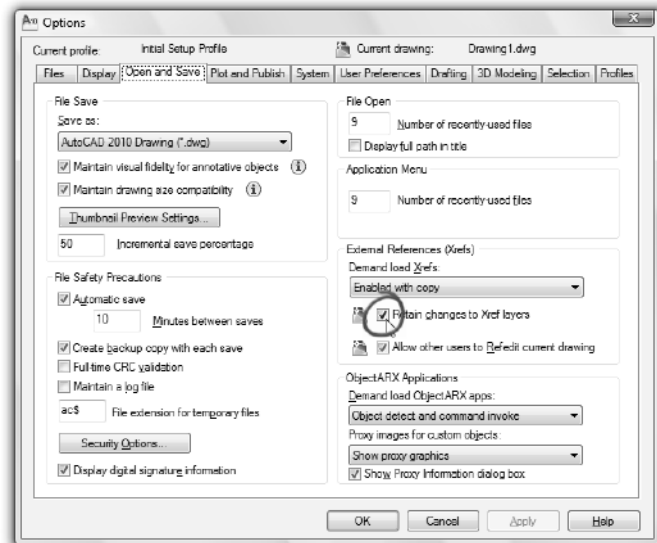 Options
Current profile: Initial Setup Profile Current drawing: Drawing1.dwg
Files Display Open and Save Plot and Publish System User Preferences Drafting 3D Modeling Selection Profiles
File Save
Save as:
AutoCAD 2010 Drawing (*.dwg)
Maintain visual fidelity for annotative objects
Maintain drawing size compatibility
Thumbnail Preview Settings...
50 Incremental save percentage
File Safety Precautions
Automatic save
10 Minutes between saves
Create backup copy with each save
Full-time CRC validation
Maintain a log file
ac$ File extension for temporary files
Security Options...
Display digital signature information
File Open
9 Number of recently-used files
Display full path in title
Application Menu
9 Number of recently-used files
External References (Xrefs)
Demand load Xrefs:
Enabled with copy
Retain changes to Xref layers
Allow other users to Refedit current drawing
ObjectARX Applications
Demand load ObjectARX apps:
Object detect and command invoke
Proxy images for custom objects:
Show proxy graphics
Show Proxy Information dialog box
OK Cancel Apply Help